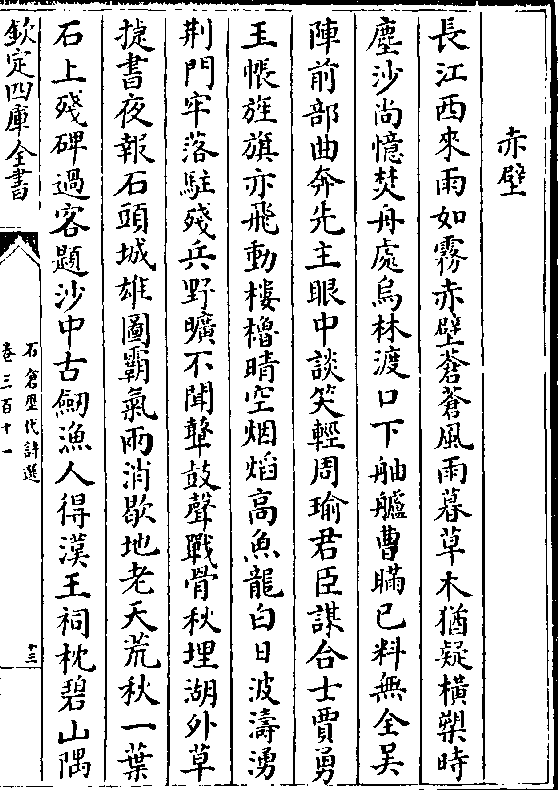 赤壁
長江西來雨如霧赤壁蒼蒼風雨暮草木猶疑橫槊時
塵沙尚憶焚舟處烏林渡口下舳艫曹瞞已料無全吳
陣前部曲奔先主眼中談笑輕周瑜君臣謀合士賈勇
玉帳旌旗亦飛動樓櫓晴空烟焰高魚龍白日波濤湧
荆門牢落駐殘兵野曠不聞鼙鼓聲戰骨秋埋湖外草
捷書夜報石頭城雄圖霸氣兩消歇地老天荒秋一葉
石上殘碑過客題沙中古劒漁人得漢王祠枕碧山隅
欽定四庫全書
石倉歷代詩選
卷三百十一
十三